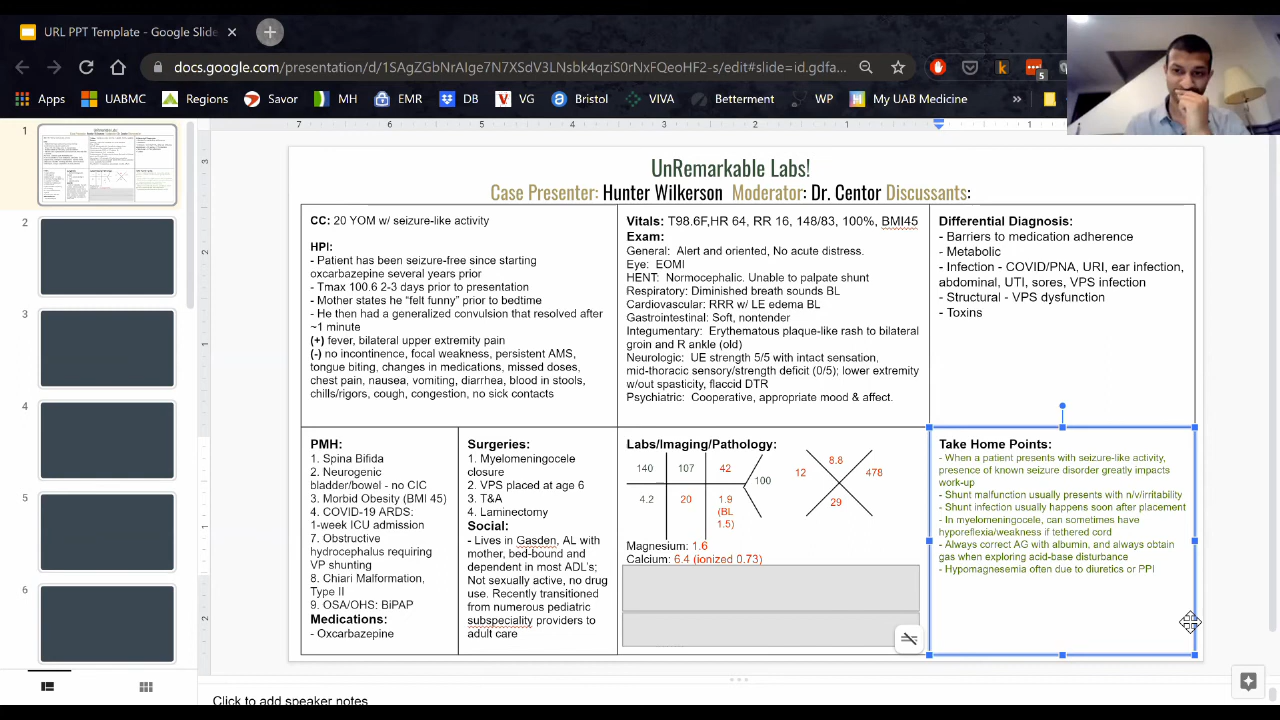 URL PPT Template - Google Slide
docs.google.com/presentation/d/1SAgZGbNrAIge7N7XSdV3LNsbk4qziS0rNxFQeoHF2-s/edit#slide=id.gdfa...
5
Apps
UABMC
Regions
Savor
MH
EMR
DB
VG
Bristol
VIVA
Betterment
WP
My UAB Medicine
»
1
2
3
4
5
6
7 6 5 4 3 2 1 1
3
2
1
1
2
UnRemarkable Labs!
Case Presenter: Hunter Wilkerson Moderator: Dr. Centor Discussants:
CC: 20 YOM w/ seizure-like activity
HPI:
- Patient has been seizure-free since starting
oxcarbazepine several years prior
- Tmax 100.6 2-3 days prior to presentation
- Mother states he "felt funny" prior to bedtime
- He then had a generalized convulsion that resolved after
~1 minute
(+) fever, bilateral upper extremity pain
(-) no incontinence, focal weakness, persistent AMS,
tongue biting, changes in medications, missed doses,
chest pain, nausea, vomiting, diarrhea, blood in stools,
chills/rigors, cough, congestion, no sick contacts
Vitals: T98.6F,HR 64, RR 16, 148/83, 100%, BMI45
Exam:
General: Alert and oriented, No acute distress.
Eye: EOMI
HENT: Normocephalic. Unable to palpate shunt
Respiratory: Diminished breath sounds BL
Cardiovascular: RRR w/ LE edema BL
Gastrointestinal: Soft, nontender
Integumentary: Erythematous plaque-like rash to bilateral
groin and R ankle (old)
Neurologic: UE strength 5/5 with intact sensation,
mid-thoracic sensory/strength deficit (0/5); lower extremity
w/out spasticity, flaccid DTR
Psychiatric: Cooperative, appropriate mood & affect.
Differential Diagnosis:
- Barriers to medication adherence
- Metabolic
- Infection - COVID/PNA, URI, ear infection,
abdominal, UTI, sores, VPS infection
- Structural - VPS dysfunction
- Toxins
PMH:
1. Spina Bifida
2. Neurogenic
bladder/bowel - no CIC
3. Morbid Obesity (BMI 45)
4. COVID-19 ARDS:
1-week ICU admission
7. Obstructive
hydrocephalus requiring
VP shunting
8. Chiari Malformation,
Type II
9. OSA/OHS: BiPAP
Medications:
- Oxcarbazepine
Surgeries:
1. Myelomeningocele
closure
2. VPS placed at age 6
3. T&A
4. Laminectomy
Social:
- Lives in Gasden, AL with
mother, bed-bound and
dependent in most ADL's;
Not sexually active, no drug
use. Recently transitioned
from numerous pediatric
subspeciality providers to
adult care
Labs/Imaging/Pathology:
140 107 42
100
4.2 20 1.9
(BL
1.5)
8.8
12 478
29
Magnesium: 1.6
Calcium: 6.4 (ionized 0.73)
Take Home Points:
- When a patient presents with seizure-like activity,
presence of known seizure disorder greatly impacts
work-up
- Shunt malfunction usually presents with n/v/irritability
- Shunt infection usually happens soon after placement
- In myelomeningocele, can sometimes have
hyporeflexia/weakness if tethered cord
- Always correct AG with albumin, and always obtain
gas when exploring acid-base disturbance
- Hypomagnesemia often due to diuretics or PPI
Click to add speaker notes